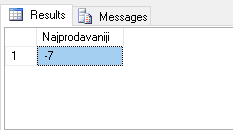 Results Messages
Najprodavaniji
1 -7